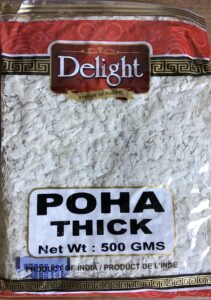 Delight
POHA
THICK
Net Wt : 500 GMS
PRODUCT OF INDIA / PRODUCT DE L'INDE